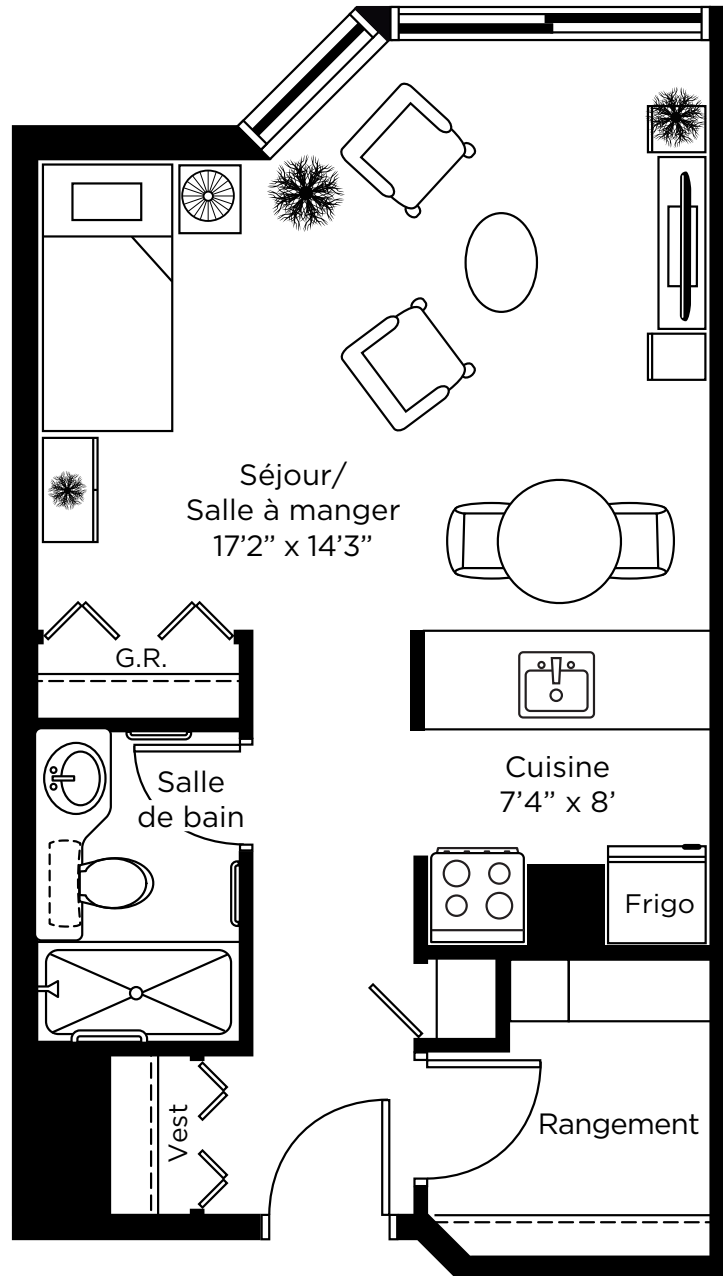 Séjour/
Salle à manger
17’2” x 14’3”
G.R.
Salle
de bain
Cuisine
7’4” x 8’
Frigo
Vest
Rangement